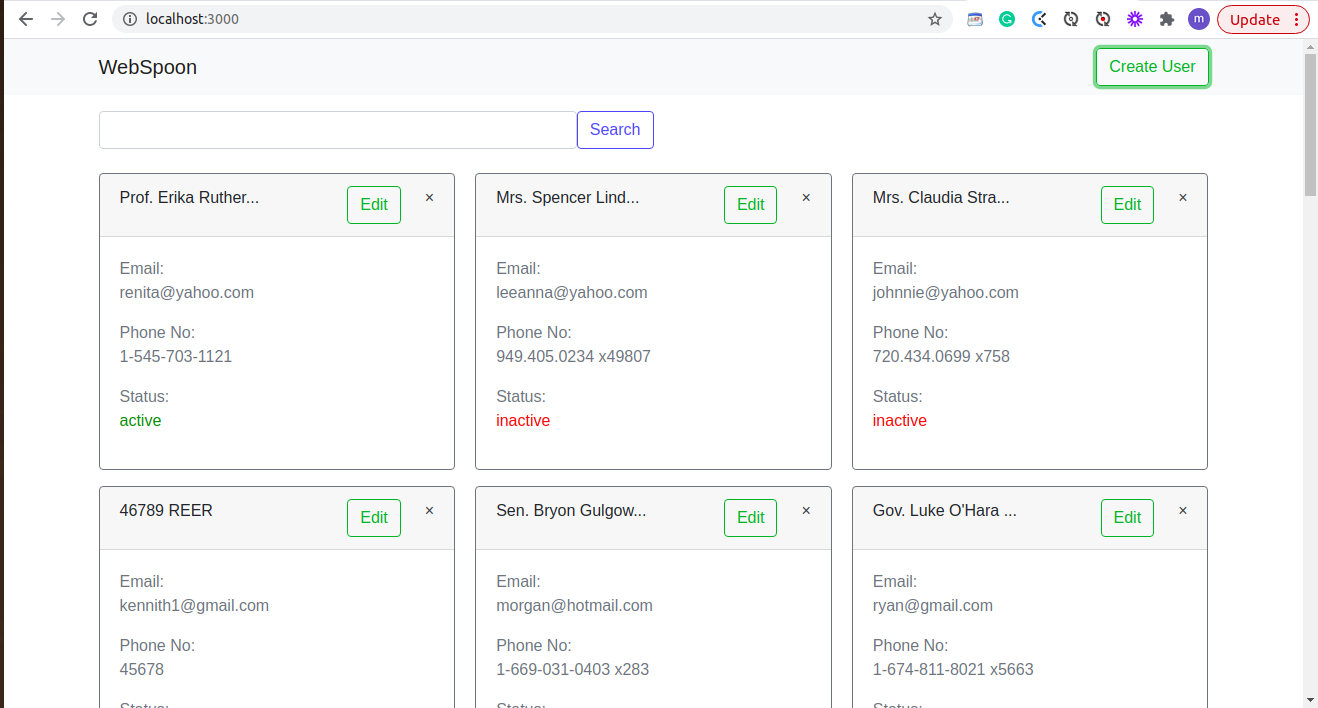 localhost:3000
m
Update
WebSpoon
Create User
Search
Prof. Erika Ruther...
Edit
×
Email:
renita@yahoo.com
Phone No:
1-545-703-1121
Status:
active
Mrs. Spencer Lind...
Edit
×
Email:
leeanna@yahoo.com
Phone No:
949.405.0234 x49807
Status:
inactive
Mrs. Claudia Stra...
Edit
×
Email:
johnnie@yahoo.com
Phone No:
720.434.0699 x758
Status:
inactive
46789 REER
Edit
×
Email:
kennith1@gmail.com
Phone No:
45678
Status:
Sen. Bryon Gulgow...
Edit
×
Email:
morgan@hotmail.com
Phone No:
1-669-031-0403 x283
Status:
Gov. Luke O'Hara ...
Edit
×
Email:
ryan@gmail.com
Phone No:
1-674-811-8021 x5663
Status: